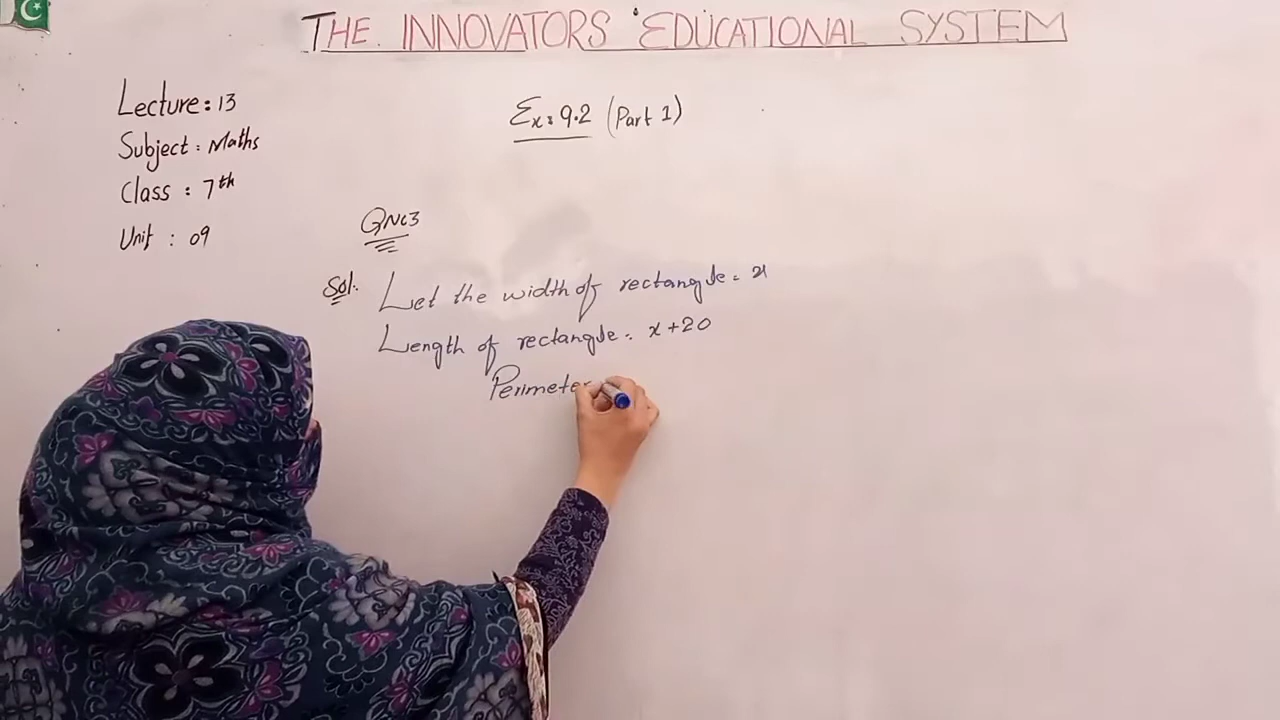 THE INNOVATORS EDUCATIONAL SYSTEM
Ex: 9.2 (Part 1)
Lecture: 13
Subject: Maths
Class : 7th
Unit : 09
QNo3
Sol:
Let the width of rectangle = x
Length of rectangle = x+20
Perimeter